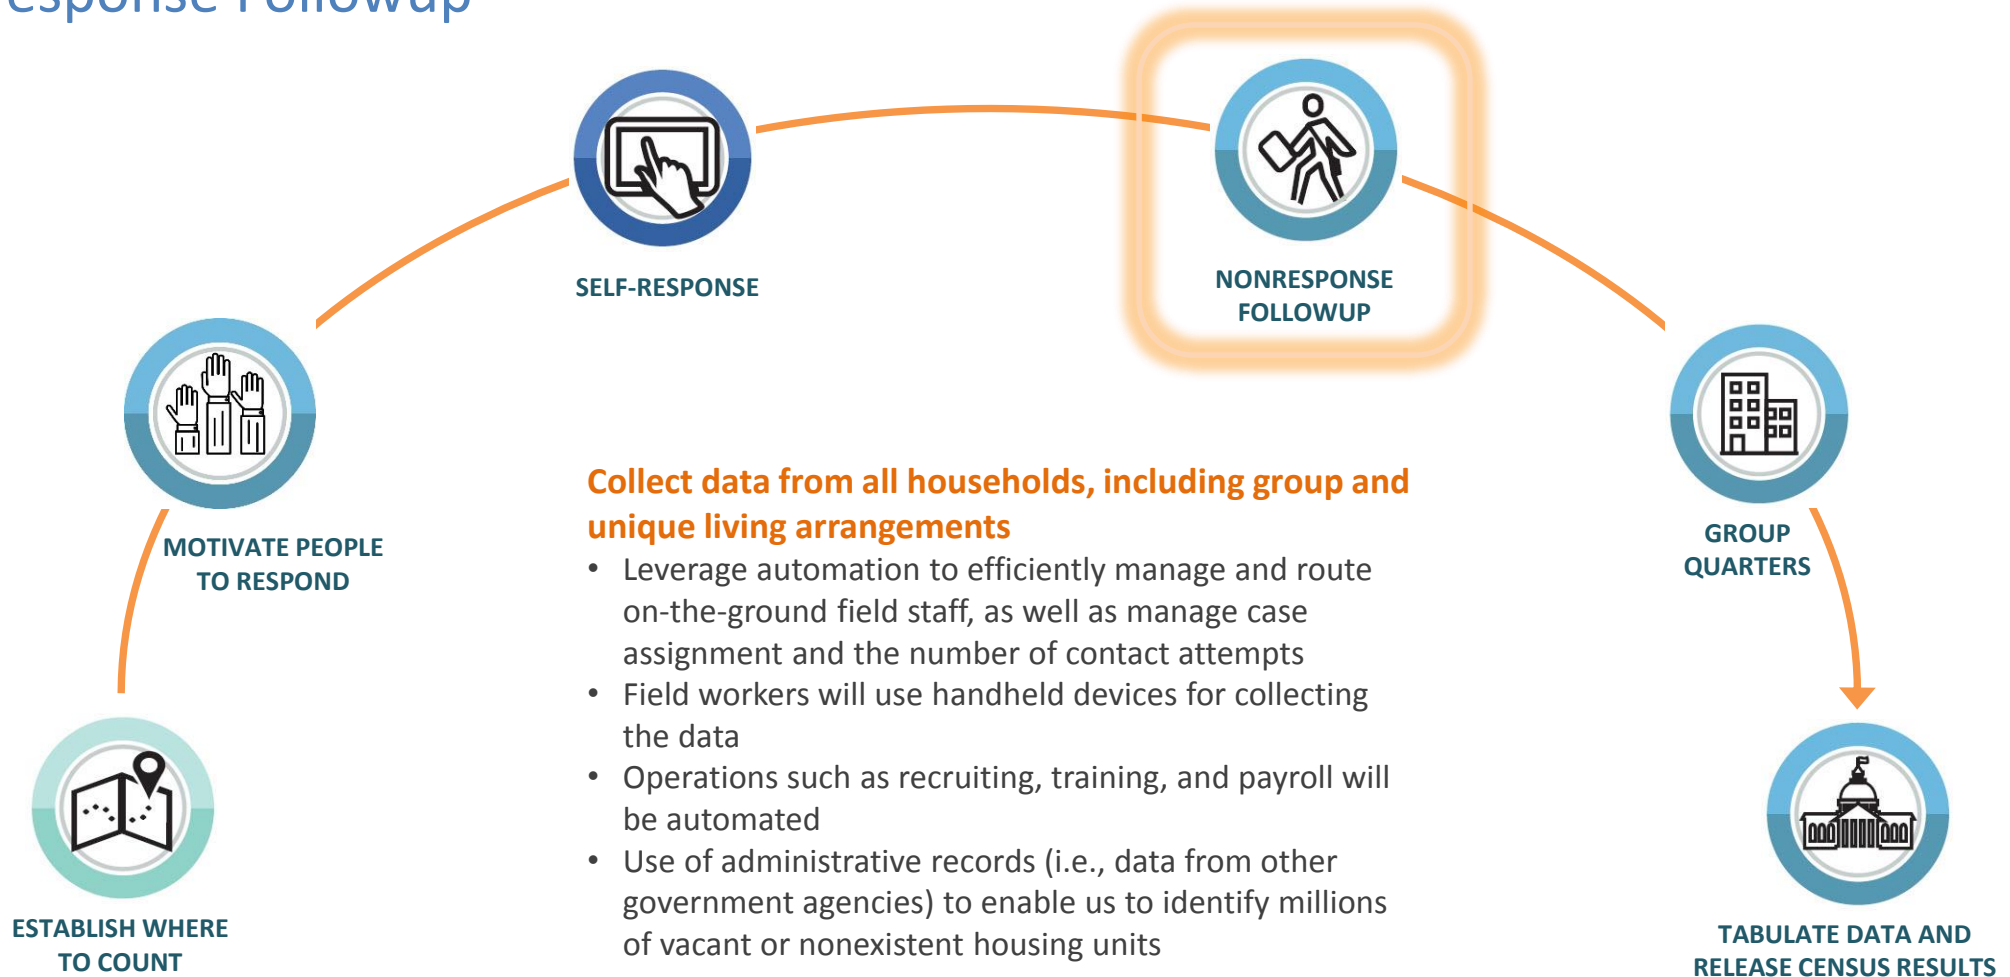 Followup
SELF-RESPONSE
NONRESPONSE
FOLLOWUP
MOTIVATE PEOPLE
TO RESPOND
GROUP
QUARTERS
ESTABLISH WHERE
TO COUNT
TABULATE DATA AND
RELEASE CENSUS RESULTS
Collect data from all households, including group and
unique living arrangements
• Leverage automation to efficiently manage and route
on-the-ground field staff, as well as manage case
assignment and the number of contact attempts
• Field workers will use handheld devices for collecting
the data
• Operations such as recruiting, training, and payroll will
be automated
• Use of administrative records (i.e., data from other
government agencies) to enable us to identify millions
of vacant or nonexistent housing units